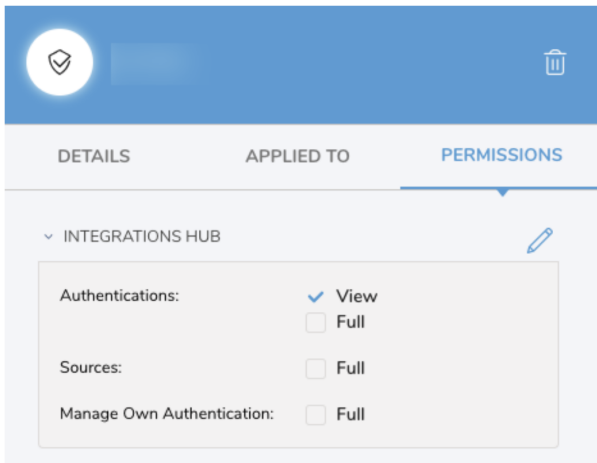 DETAILS APPLIED TO PERMISSIONS
INTEGRATIONS HUB
Authentications: View
Full
Sources: Full
Manage Own Authentication: Full